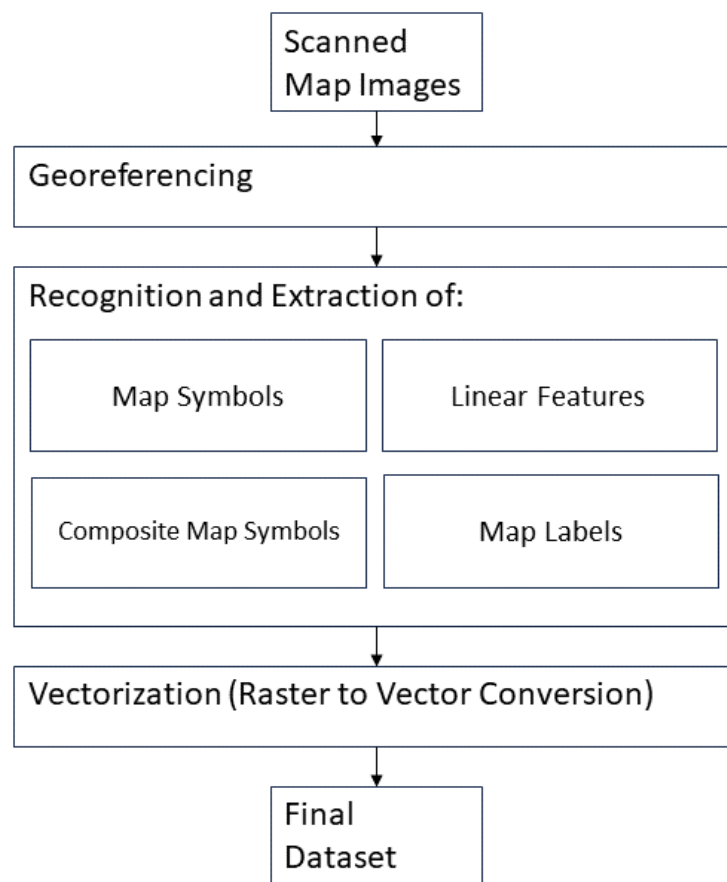 Scanned
Map Images
Georeferencing
Recognition and Extraction of:
Map Symbols
Linear Features
Composite Map Symbols
Map Labels
Vectorization (Raster to Vector Conversion)
Final
Dataset